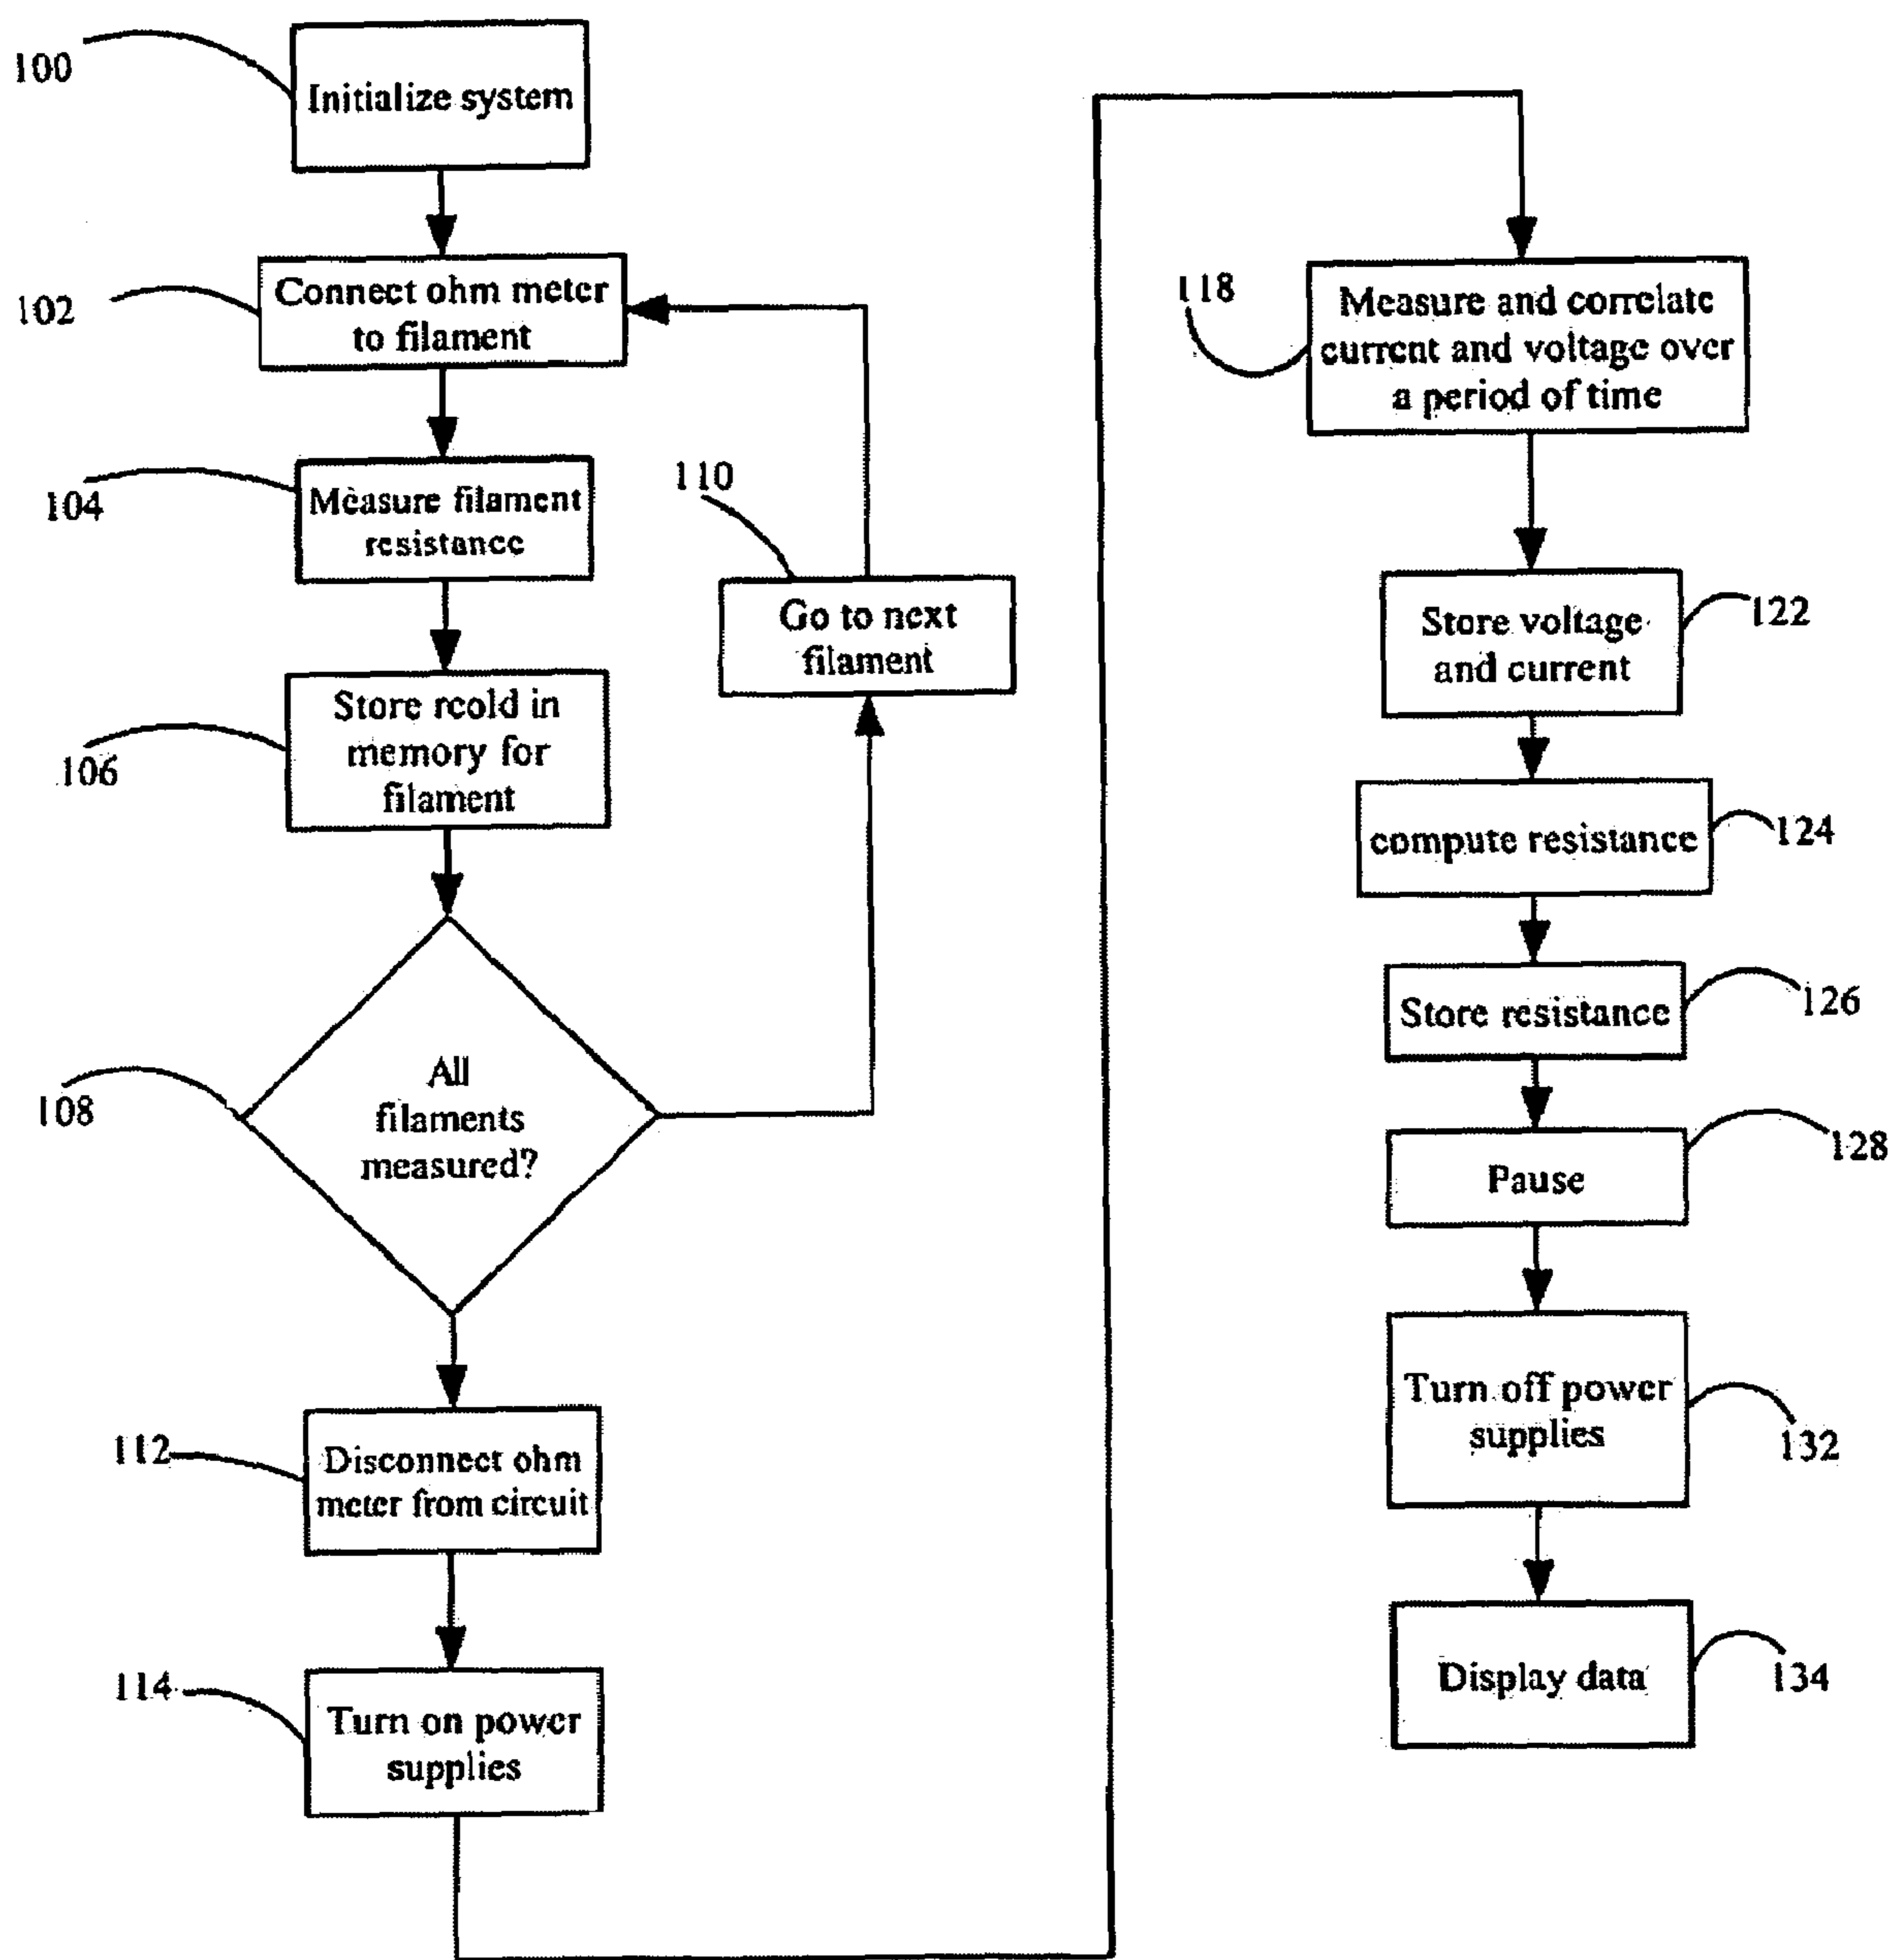 100
Initialize system
102
Connect ohm meter
to filament
104
Measure filament
resistance
110
Go to next
filament
106
Store rcold in
memory for
filament
108
All
filaments
measured?
112
Disconnect ohm
meter from circuit
114
Turn on power
supplies
118
Measure and correlate
current and voltage over
a period of time
Store voltage
and current
122
compute resistance
124
Store resistance
126
Pause
128
Turn off power
supplies
132
Display data
134